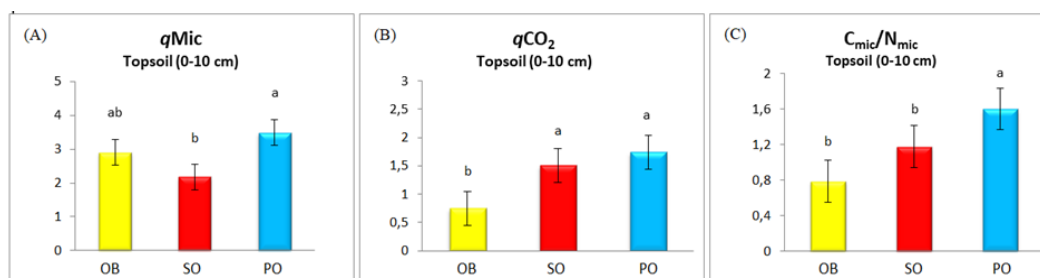 (A)
qMic
Topsoil (0-10 cm)
5
4
3
2
1
0
ab
b
a
OB SO PO
(B)
qCO₂
Topsoil (0-10 cm)
3
2,5
2
1,5
1
0,5
0
b
a
a
OB SO PO
(C)
Cmic/Nmic
Topsoil (0-10 cm)
2
1,6
1,2
0,8
0,4
0
b
b
a
OB SO PO